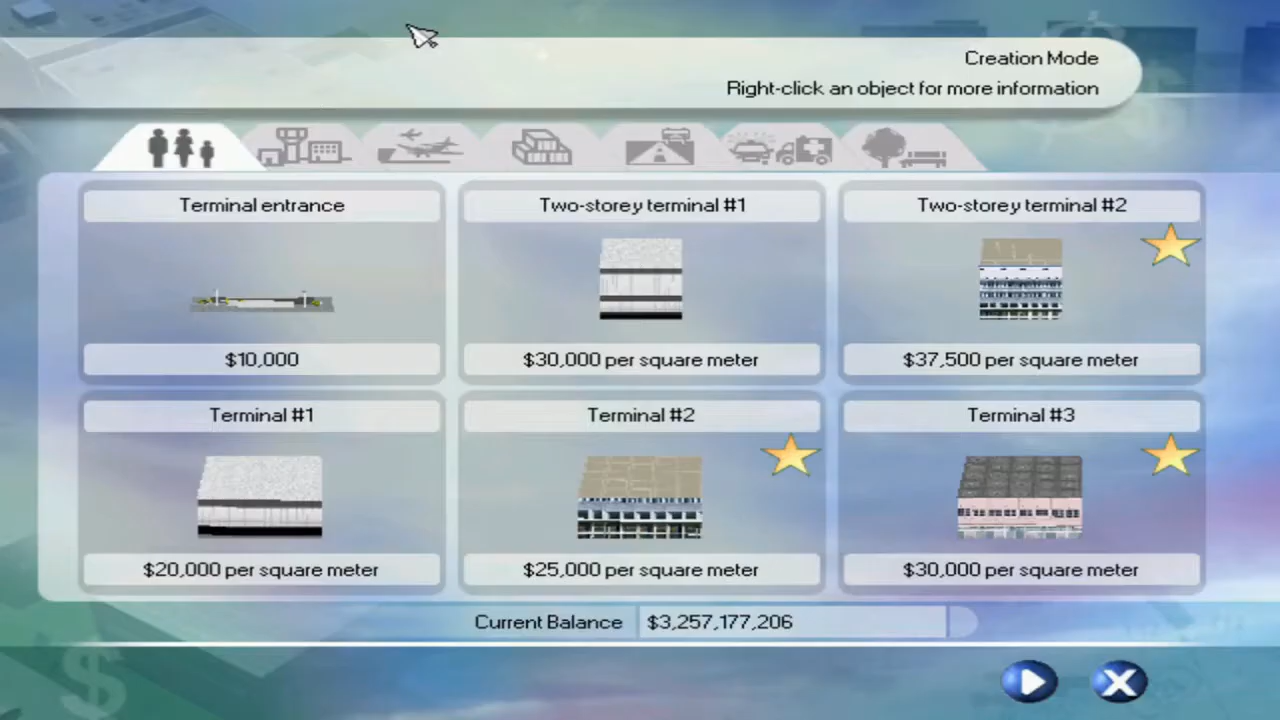 Creation Mode
Right-click an object for more information
Terminal entrance
Two-storey terminal #1
Two-storey terminal #2
$10,000
$30,000 per square meter
$37,500 per square meter
Terminal #1
Terminal #2
Terminal #3
$20,000 per square meter
$25,000 per square meter
$30,000 per square meter
Current Balance $3,257,177,206